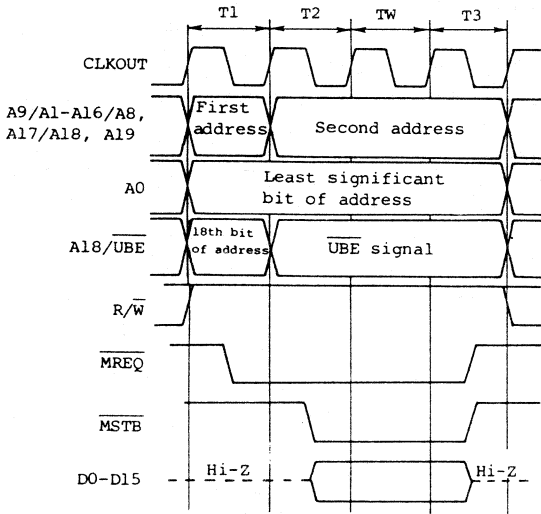 T1 T2 TW T3
CLKOUT
A9/A1-A16/A8,
A17/A18, A19
First
address
Second address
A0
Least significant
bit of address
A18/UBE
18th bit
of address
UBE signal
R/W
MREQ
MSTB
D0-D15
Hi-Z
Hi-Z